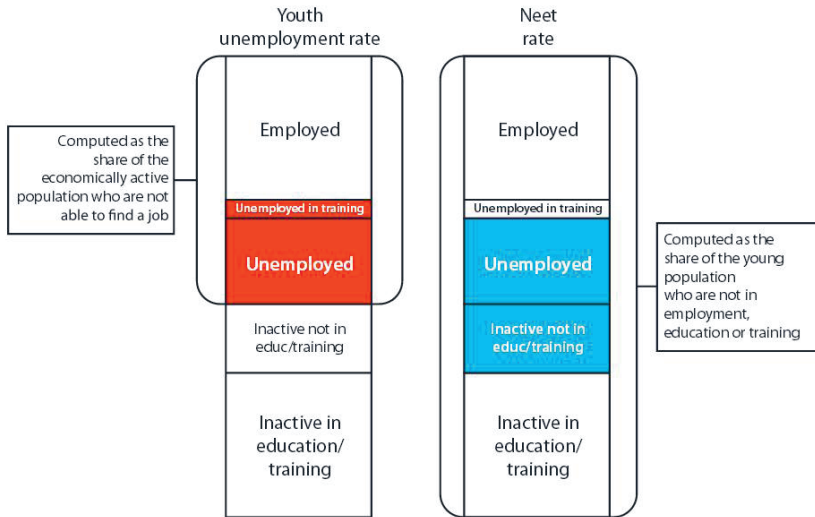 Youth
unemployment rate
Neet
rate
Employed
Employed
Computed as the
share of the
economically active
population who are not
able to find a job
Unemployed in training
Unemployed in training
Unemployed
Unemployed
Computed as the
share of the young
population
who are not in
employment,
education or training
Inactive not in
educ/training
Inactive not in
educ/training
Inactive in
education/
training
Inactive in
education/
training